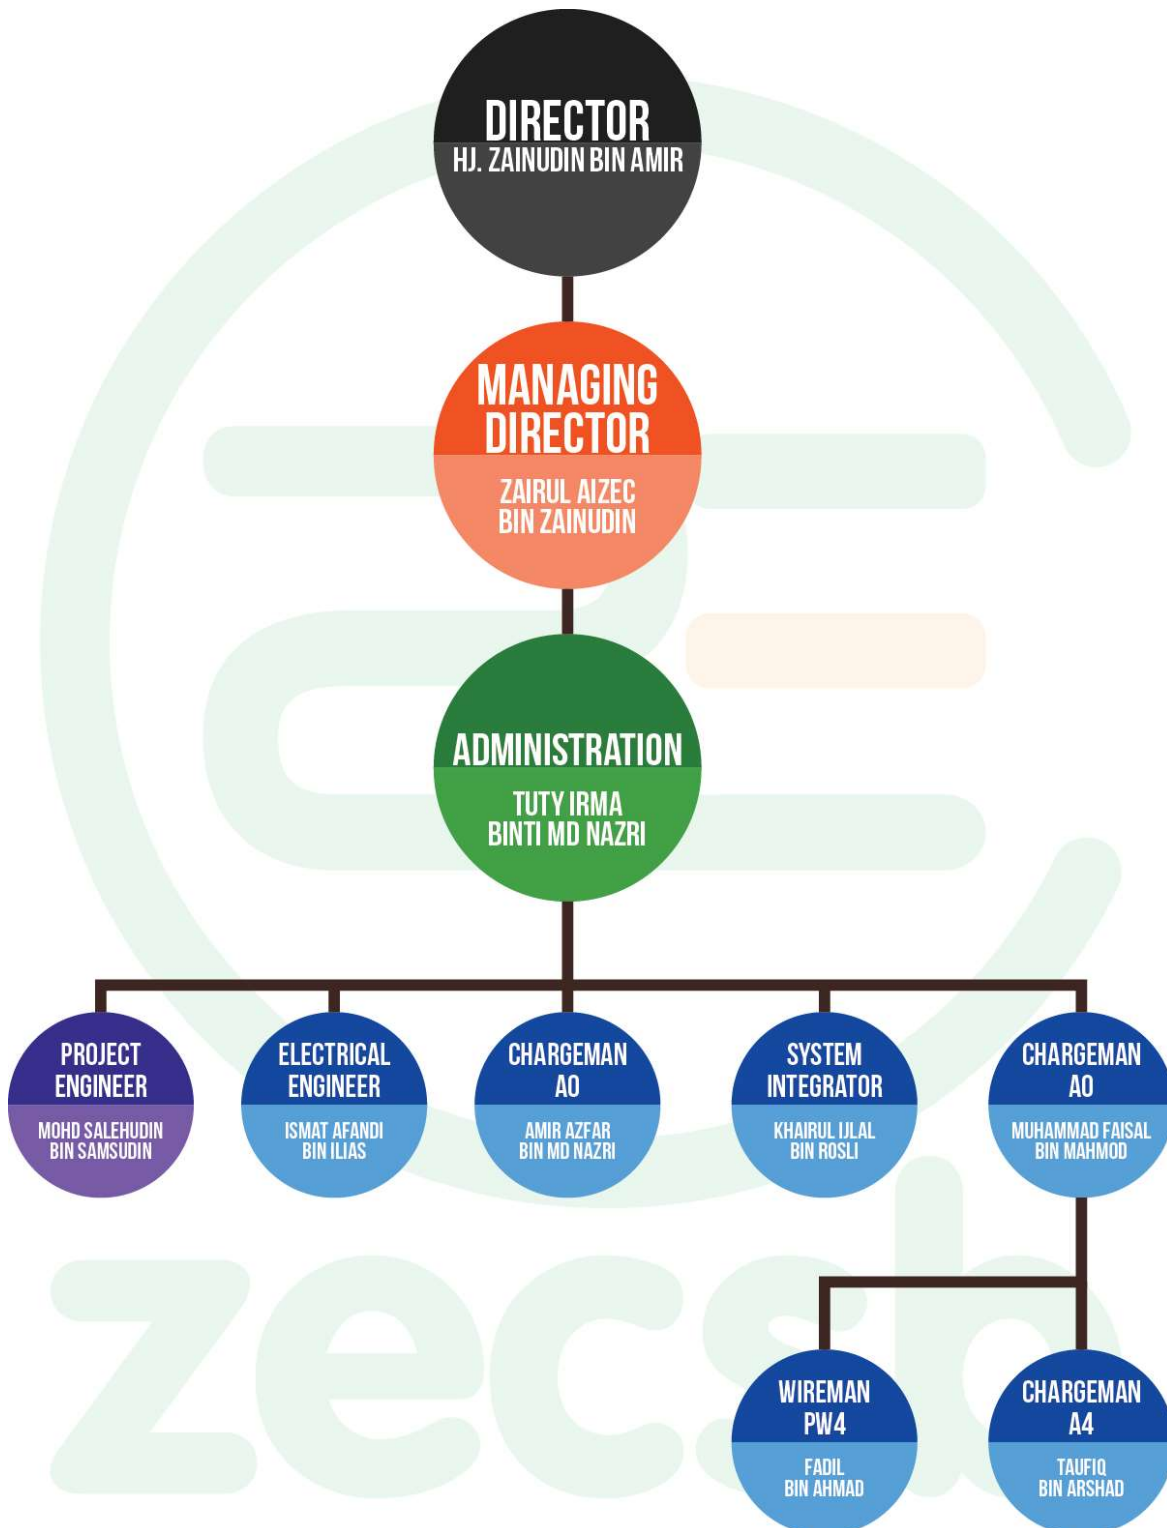 DIRECTOR
HJ. ZAINUDIN BIN AMIR
MANAGING
DIRECTOR
ZAIRUL AIZEC
BIN ZAINUDIN
ADMINISTRATION
TUTY IRMA
BINTI MD NAZRI
PROJECT
ENGINEER
MOHD SALEHUDIN
BIN SAMSUDIN
ELECTRICAL
ENGINEER
ISMAT AFANDI
BIN ILIAS
CHARGEMAN
AO
AMIR AZFAR
BIN MD NAZRI
SYSTEM
INTEGRATOR
KHAIRUL IJLAL
BIN ROSLI
CHARGEMAN
AO
MUHAMMAD FAISAL
BIN MAHMOD
WIREMAN
PW4
FADIL
BIN AHMAD
CHARGEMAN
A4
TAUFIQ
BIN ARSHAD
zecsb